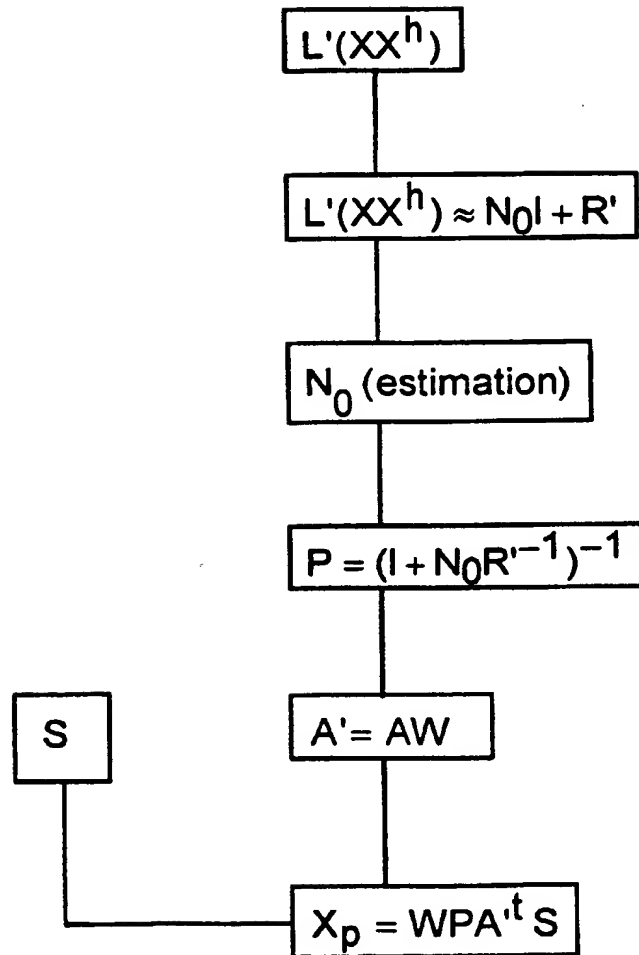 L'(XX^h)
L'(XX^h) ≈ N₀I + R'
N₀ (estimation)
P = (I + N₀R'^-1)^-1
S
A' = AW
Xₚ = WPA'^t S